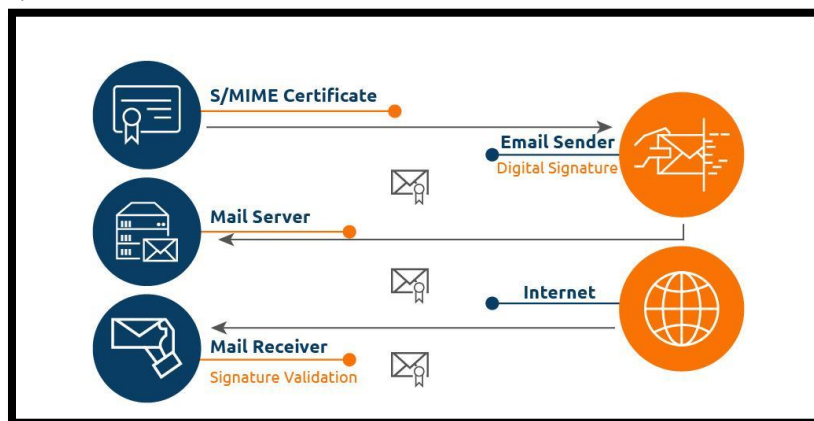 S/MIME Certificate
Email Sender
Digital Signature
Mail Server
Internet
Mail Receiver
Signature Validation